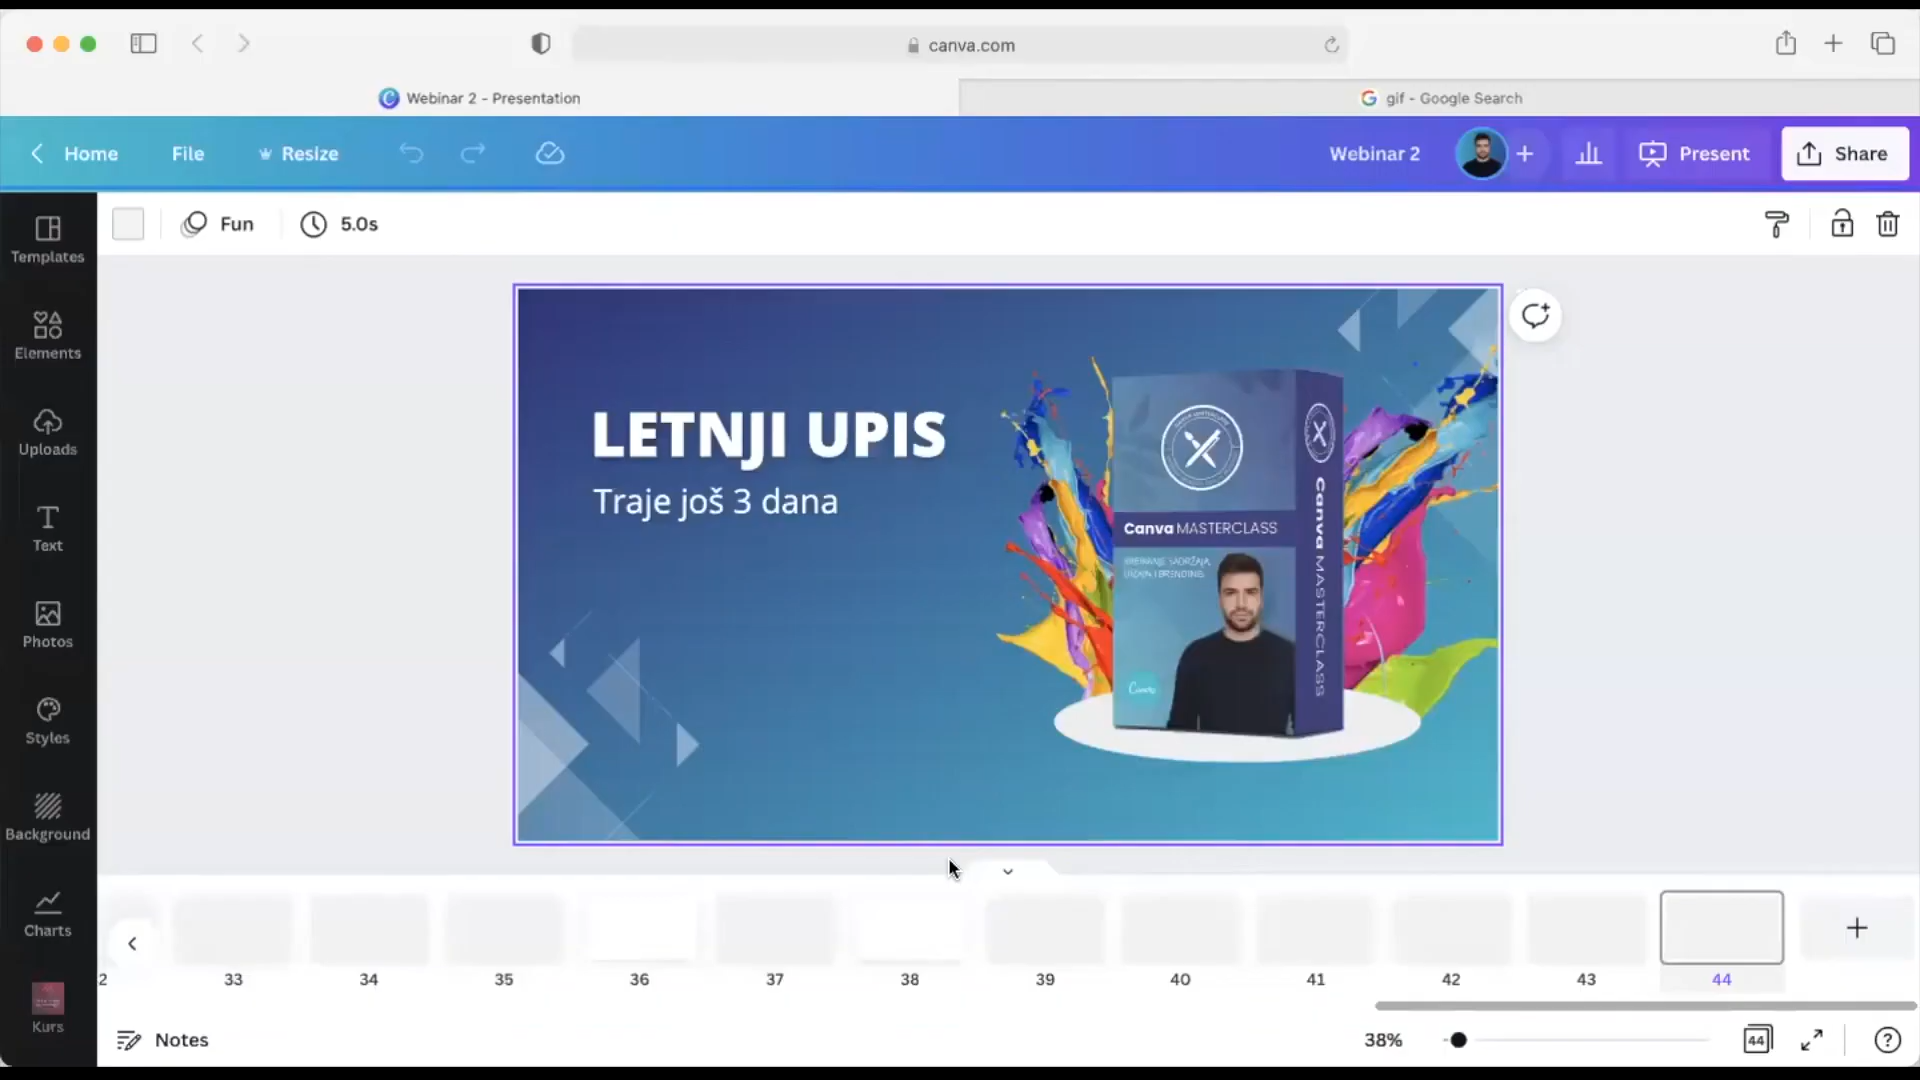 canva.com
Webinar 2 - Presentation
gif - Google Search
Home
File
Resize
Webinar 2
Present
Share
Fun
5.0s
Templates
Elements
Uploads
Text
Photos
Styles
Background
Charts
Kurs
LETNJI UPIS
Traje još 3 dana
Canva MASTERCLASS
Canva
Canva MASTERCLASS
2
33
34
35
36
37
38
39
40
41
42
43
44
Notes
38%
44